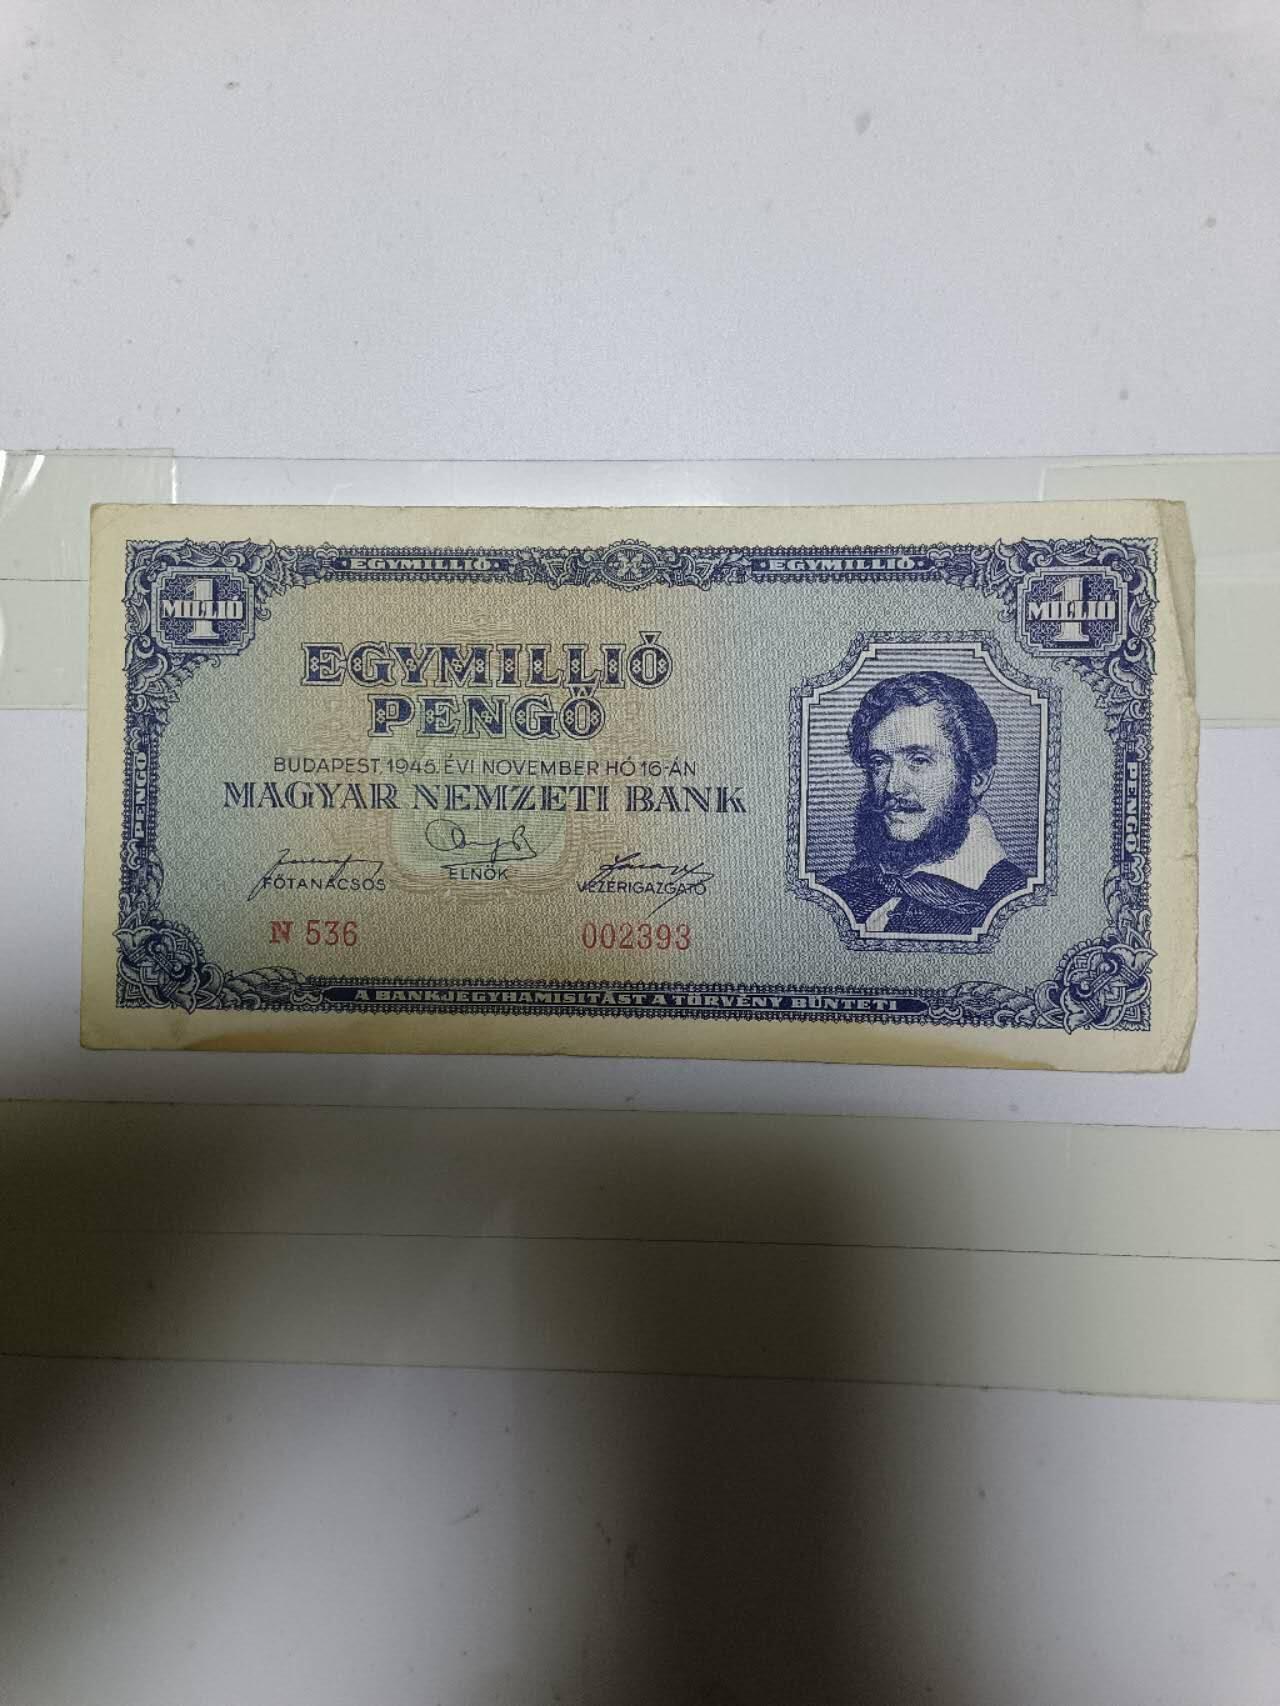 ·EGYMILLIÓ· ·EGYMILLIÓ·
1 MILLIÓ
1 MILLIÓ
EGYMILLIÓ
PENGŐ
BUDAPEST, 1945. ÉVI NOVEMBER HÓ 16-ÁN
MAGYAR NEMZETI BANK
FŐTANÁCSOS
ELNÖK
VEZÉRIGAZGATÓ
N 536
002393
PENGŐ
PENGŐ
A BANKJEGYHAMISITÁST A TÖRVÉNY BÜNTETI